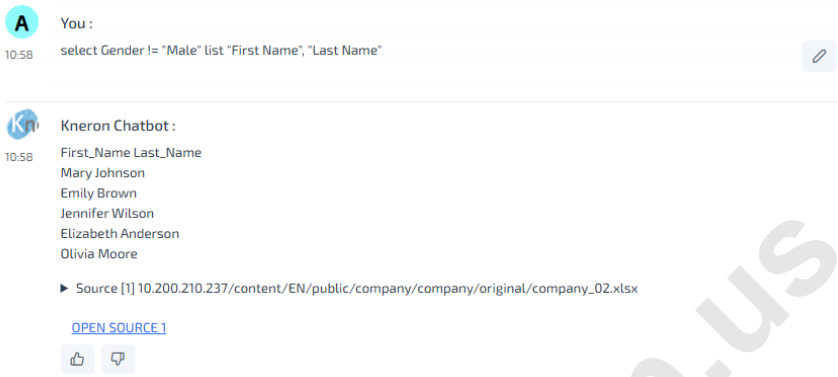 A
You :
10:58
select Gender != "Male" list "First Name", "Last Name"
Kn
Kneron Chatbot :
10:58
First_Name Last_Name
Mary Johnson
Emily Brown
Jennifer Wilson
Elizabeth Anderson
Olivia Moore
▶ Source [1] 10.200.210.237/content/EN/public/company/company/original/company_02.xlsx
OPEN SOURCE 1
.us